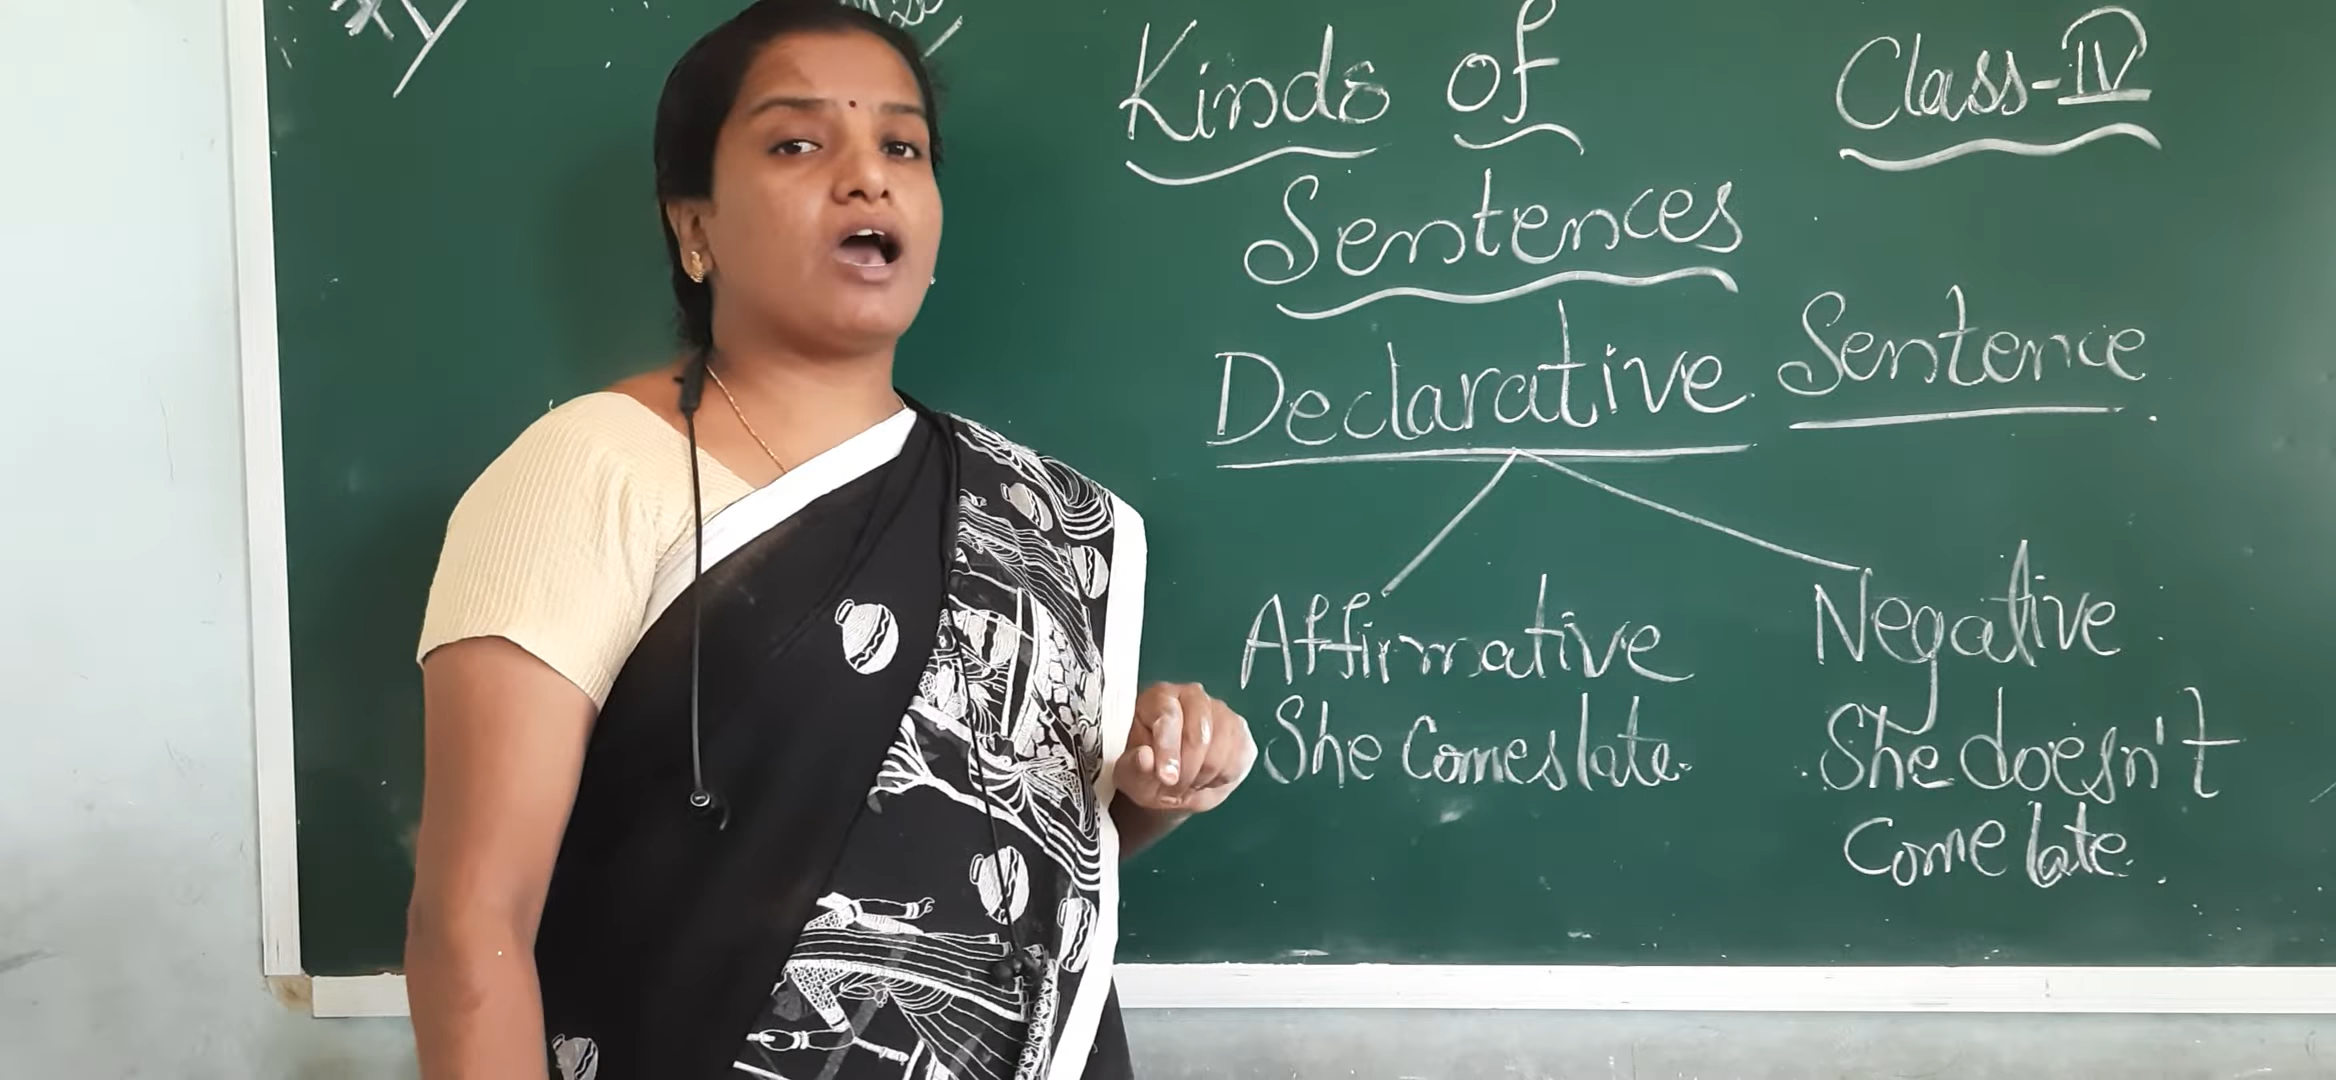 Kinds of
Class-IV
Sentences
Declarative Sentence.
Affirmative
Negative
She Comes late.
She doesn't
Come late.